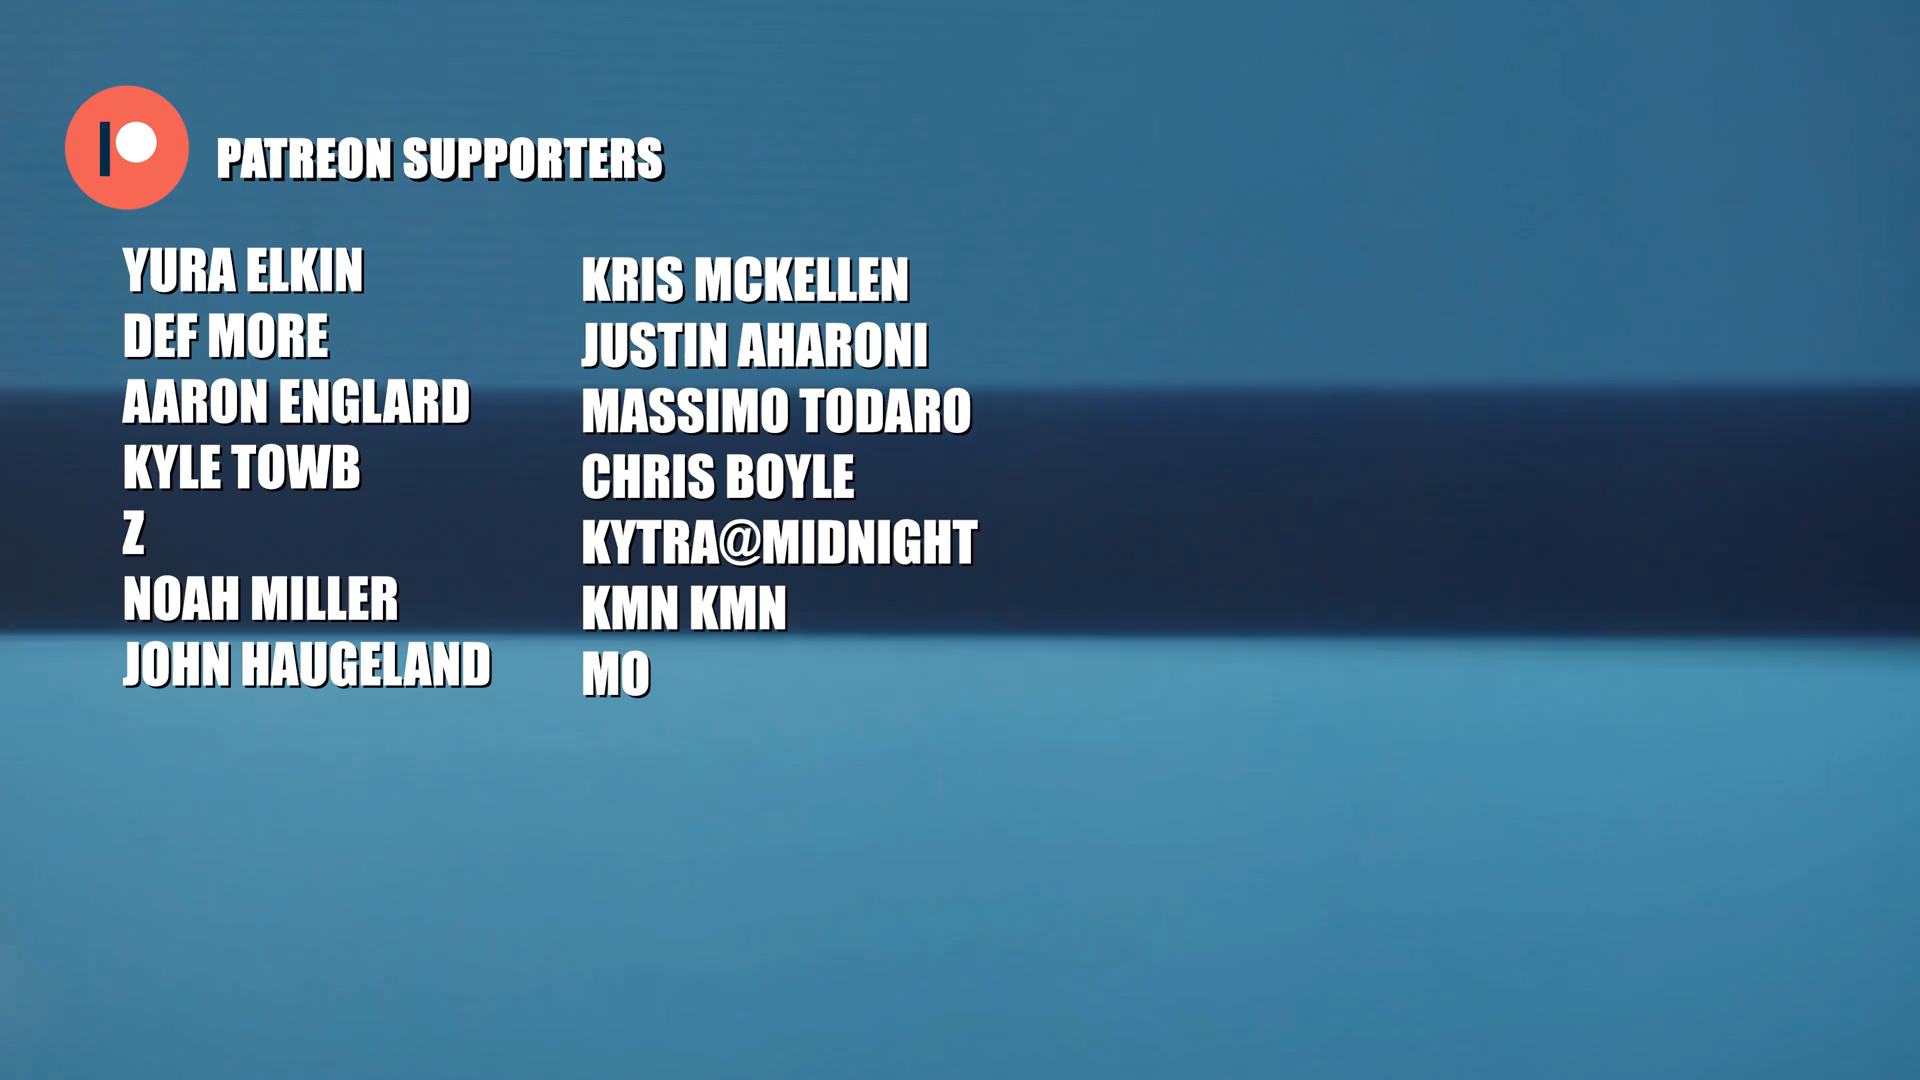 PATREON SUPPORTERS
YURA ELKIN
DEF MORE
AARON ENGLARD
KYLE TOWB
Z
NOAH MILLER
JOHN HAUGELAND
KRIS MCKELLEN
JUSTIN AHARONI
MASSIMO TODARO
CHRIS BOYLE
KYTRA@MIDNIGHT
KMN KMN
MO